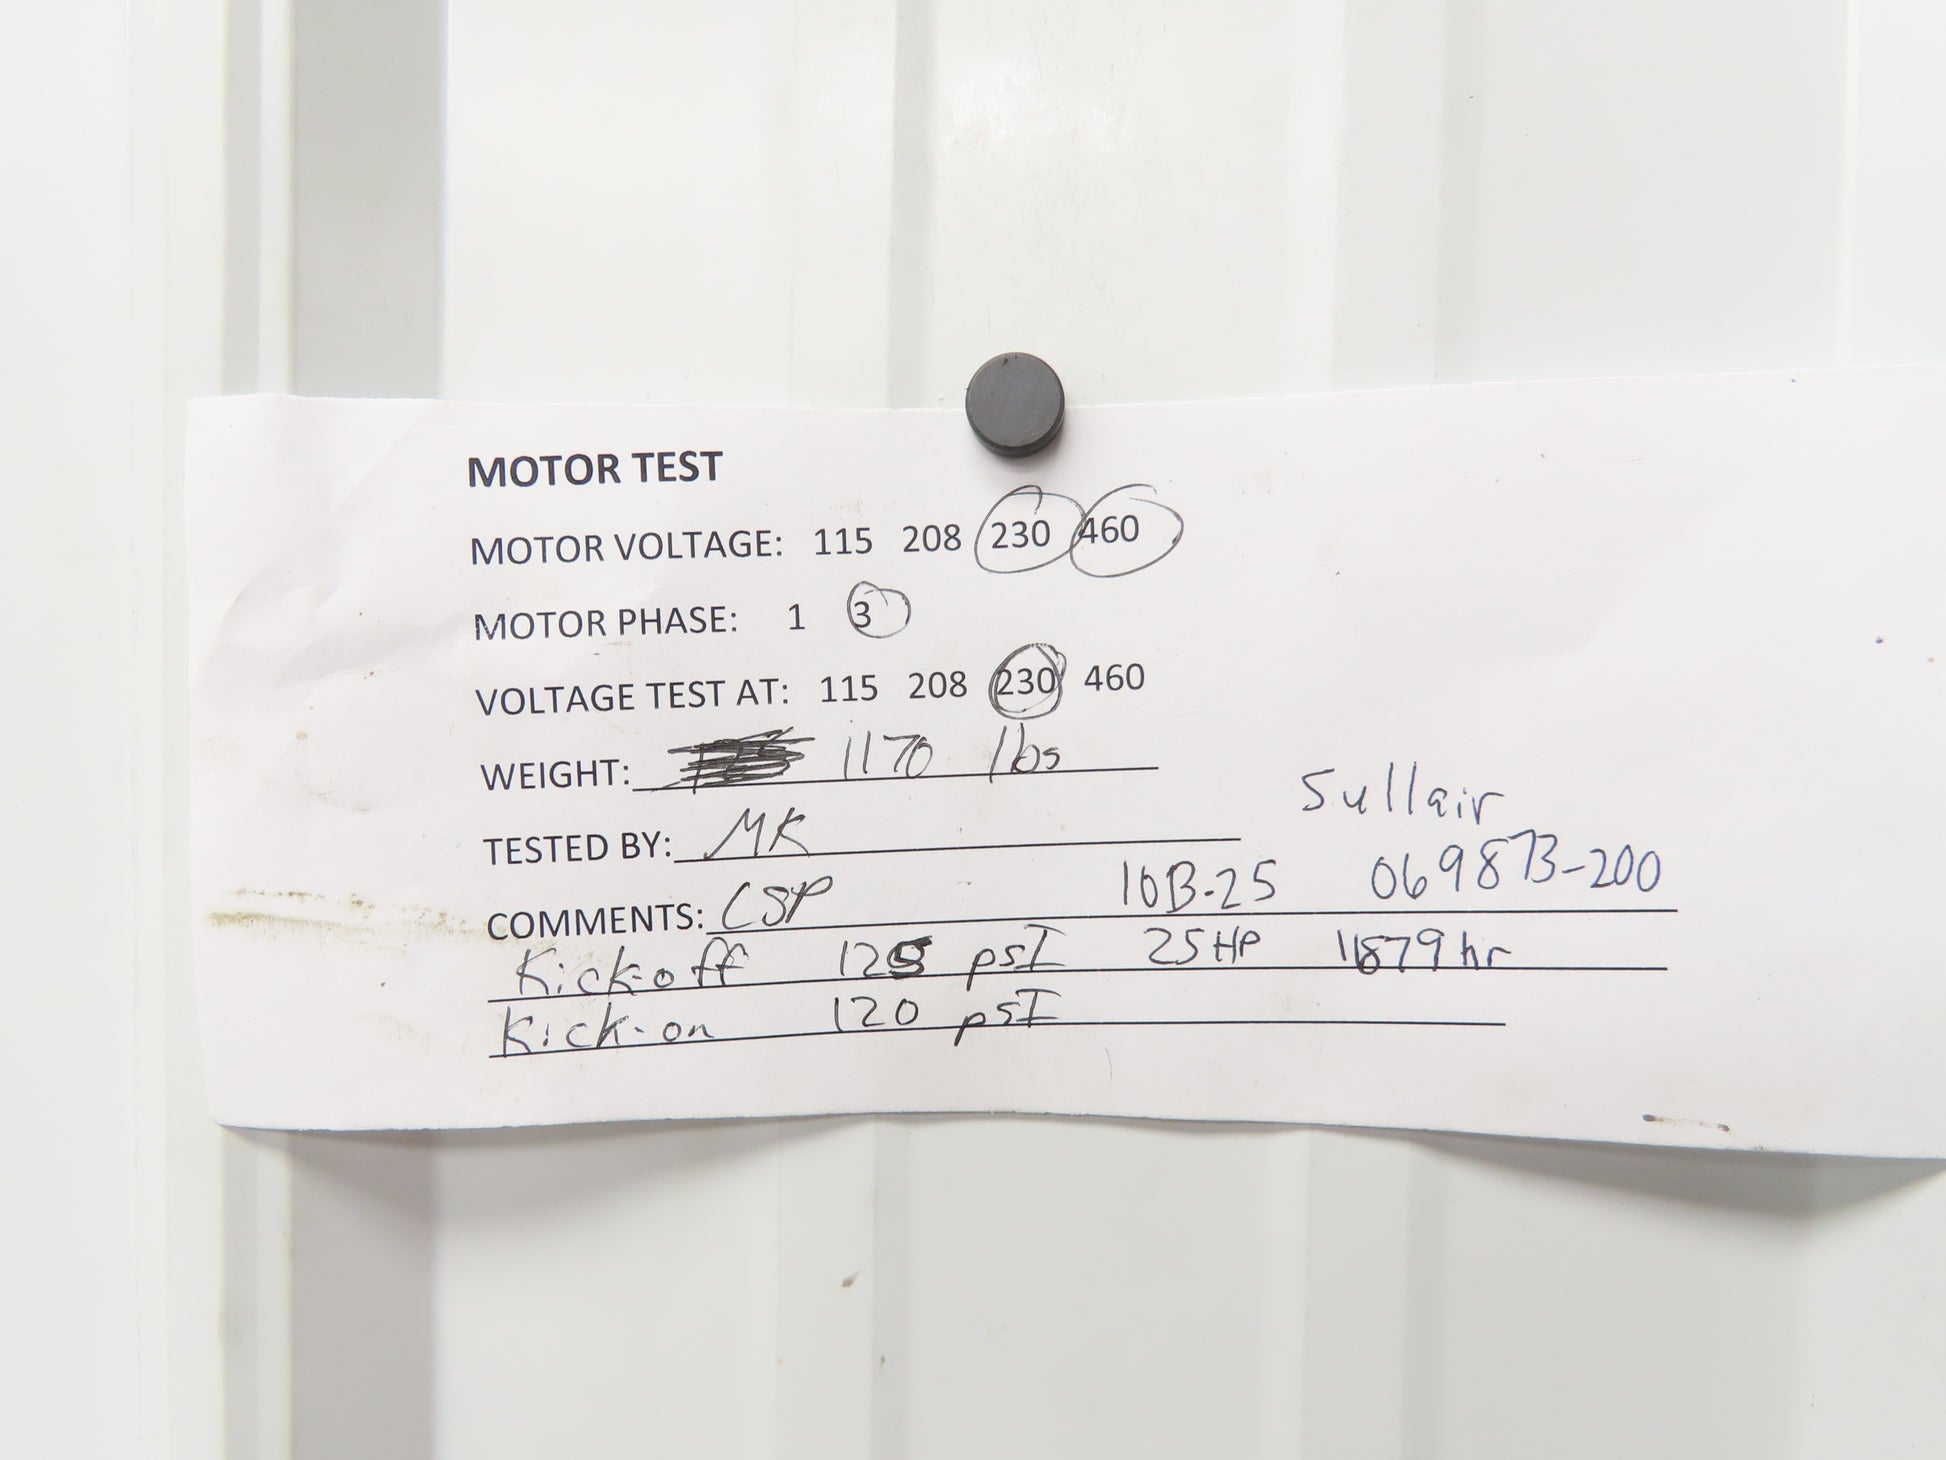 MOTOR TEST
MOTOR VOLTAGE: 115 208 230 460
MOTOR PHASE: 1 3
VOLTAGE TEST AT: 115 208 230 460
WEIGHT: 1170 lbs
Sullair
TESTED BY: MK
COMMENTS: CSP 10B-25 069873-200
Kick-off 125 psI 25HP 11879 hr
Kick-on 120 psI